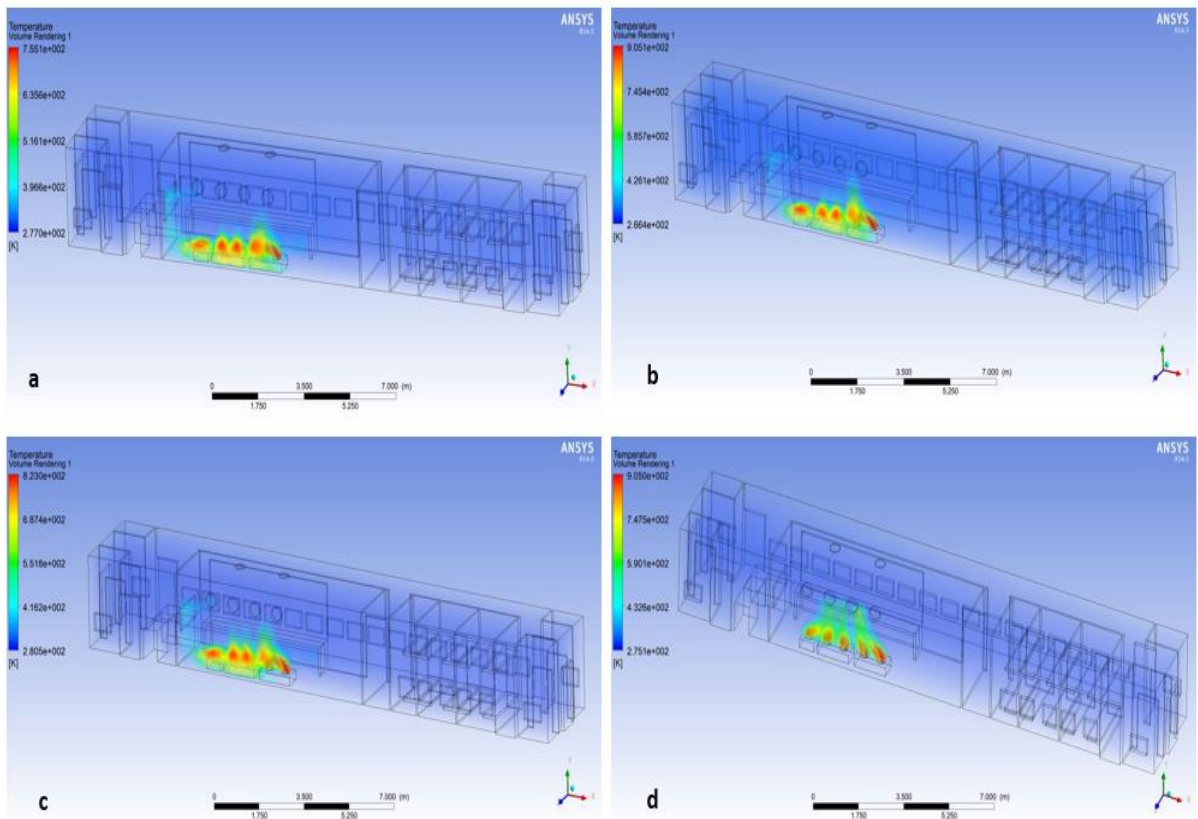 Temperature
Volume Rendering 1
7.551e+002
6.356e+002
5.161e+002
3.966e+002
2.770e+002
[K]
ANSYS
0
3.500
7.000 (m)
1.750
5.250
a
Temperature
Volume Rendering 1
9.051e+002
7.454e+002
5.857e+002
4.261e+002
2.664e+002
[K]
ANSYS
0
3.500
7.000 (m)
1.750
5.250
b
Temperature
Volume Rendering 1
8.230e+002
6.874e+002
5.518e+002
4.162e+002
2.805e+002
[K]
ANSYS
0
3.500
7.000 (m)
1.750
5.250
c
Temperature
Volume Rendering 1
9.050e+002
7.475e+002
5.901e+002
4.326e+002
2.751e+002
[K]
ANSYS
0
3.500
7.000 (m)
1.750
5.250
d